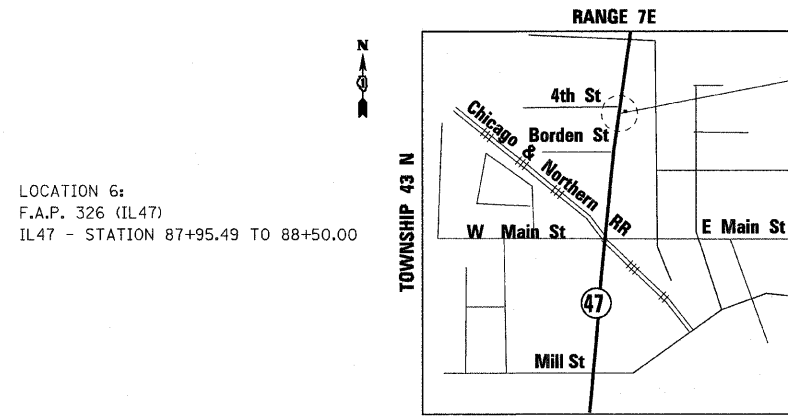 RANGE 7E
N
4th St
Chicago & Northern RR
Borden St
TOWNSHIP 43 N
LOCATION 6:
F.A.P. 326 (IL47)
IL47 - STATION 87+95.49 TO 88+50.00
W Main St
E Main St
47
Mill St